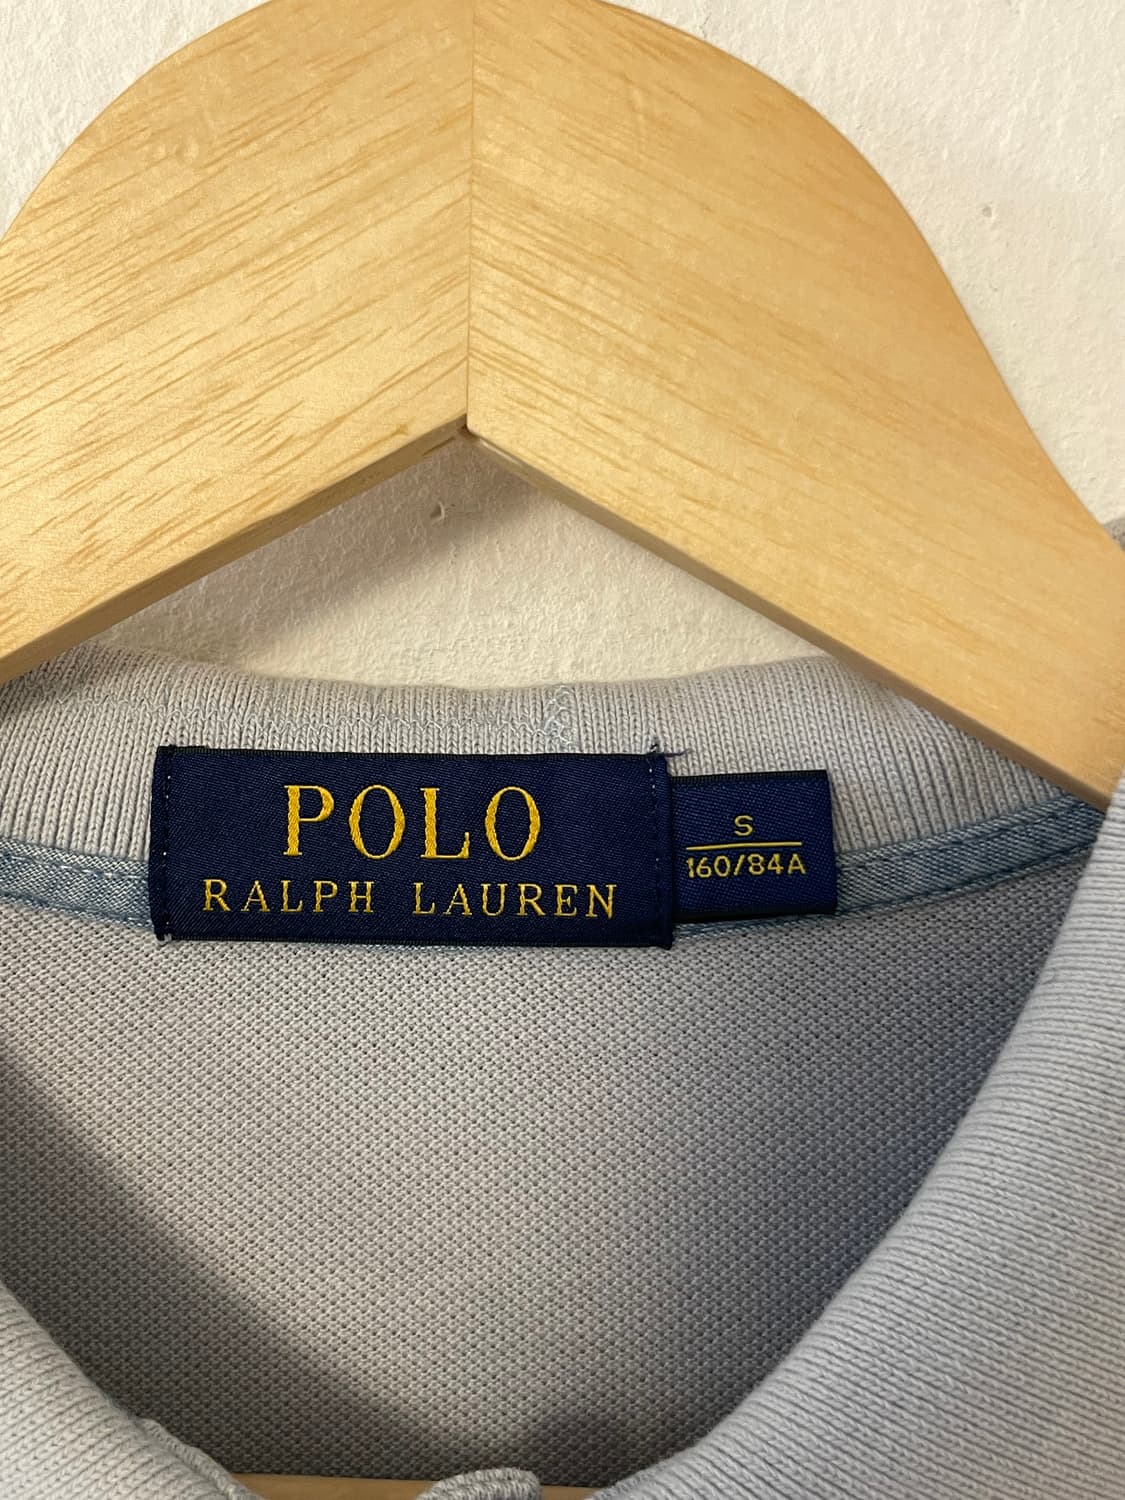 POLO
RALPH LAUREN
S
160/84A